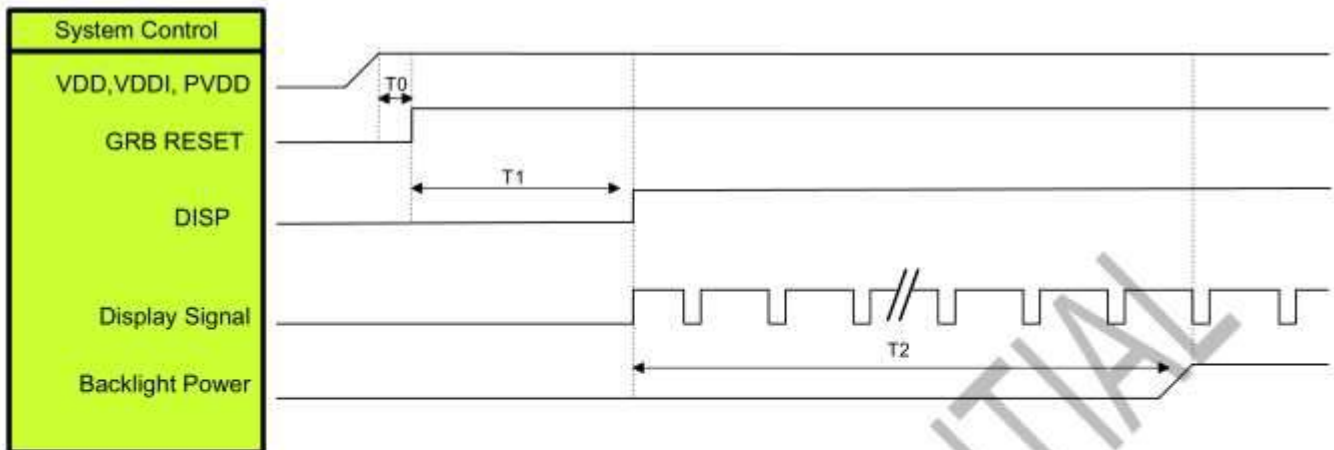 System Control
VDD,VDDI, PVDD
T0
GRB RESET
T1
DISP
Display Signal
T2
Backlight Power